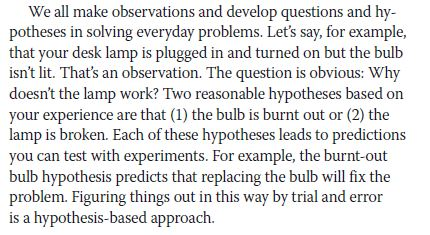 We all make observations and develop questions and hy-
potheses in solving everyday problems. Let's say, for example,
that your desk lamp is plugged in and turned on but the bulb
isn't lit. That's an observation. The question is obvious: Why
doesn't the lamp work? Two reasonable hypotheses based on
your experience are that (1) the bulb is burnt out or (2) the
lamp is broken. Each of these hypotheses leads to predictions
you can test with experiments. For example, the burnt-out
bulb hypothesis predicts that replacing the bulb will fix the
problem. Figuring things out in this way by trial and error
is a hypothesis-based approach.